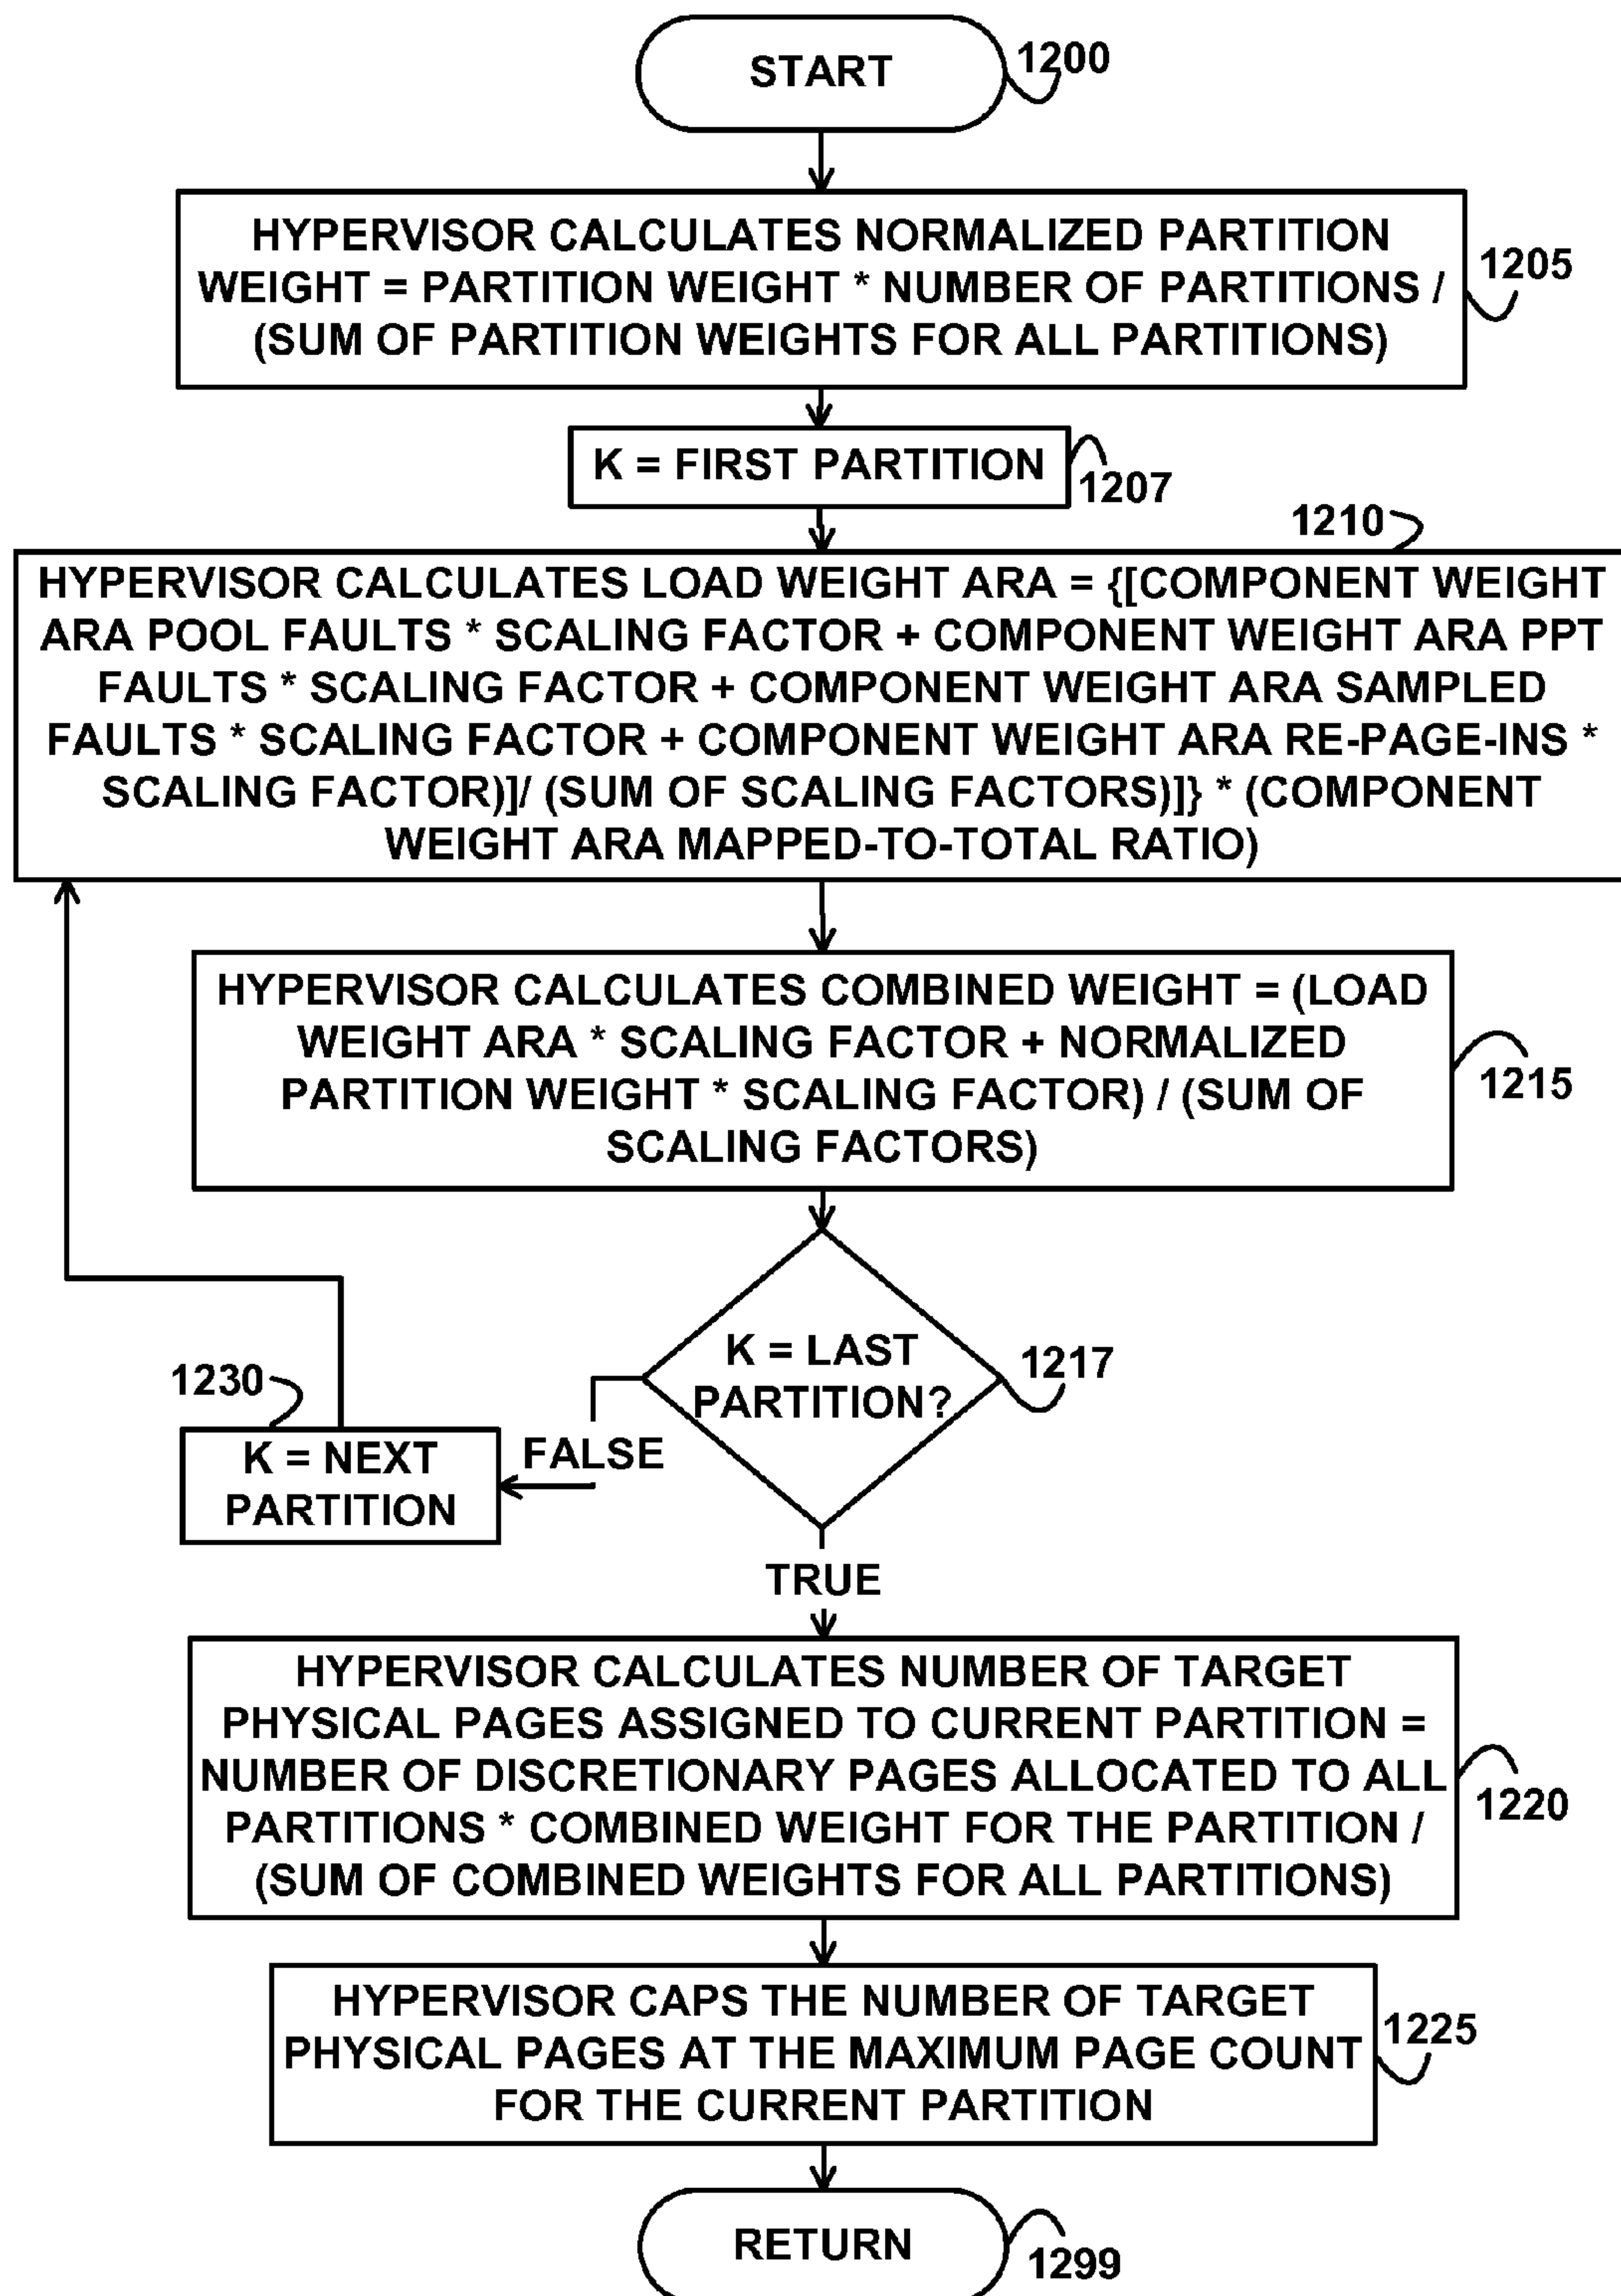 START
1200
HYPERVISOR CALCULATES NORMALIZED PARTITION
WEIGHT = PARTITION WEIGHT * NUMBER OF PARTITIONS /
(SUM OF PARTITION WEIGHTS FOR ALL PARTITIONS)
1205
K = FIRST PARTITION
1207
1210
HYPERVISOR CALCULATES LOAD WEIGHT ARA = {[COMPONENT WEIGHT
ARA POOL FAULTS * SCALING FACTOR + COMPONENT WEIGHT ARA PPT
FAULTS * SCALING FACTOR + COMPONENT WEIGHT ARA SAMPLED
FAULTS * SCALING FACTOR + COMPONENT WEIGHT ARA RE-PAGE-INS *
SCALING FACTOR)]/ (SUM OF SCALING FACTORS)]} * (COMPONENT
WEIGHT ARA MAPPED-TO-TOTAL RATIO)
HYPERVISOR CALCULATES COMBINED WEIGHT = (LOAD
WEIGHT ARA * SCALING FACTOR + NORMALIZED
PARTITION WEIGHT * SCALING FACTOR) / (SUM OF
SCALING FACTORS)
1215
K = LAST
PARTITION?
1217
1230
K = NEXT
PARTITION
FALSE
TRUE
HYPERVISOR CALCULATES NUMBER OF TARGET
PHYSICAL PAGES ASSIGNED TO CURRENT PARTITION =
NUMBER OF DISCRETIONARY PAGES ALLOCATED TO ALL
PARTITIONS * COMBINED WEIGHT FOR THE PARTITION /
(SUM OF COMBINED WEIGHTS FOR ALL PARTITIONS)
1220
HYPERVISOR CAPS THE NUMBER OF TARGET
PHYSICAL PAGES AT THE MAXIMUM PAGE COUNT
FOR THE CURRENT PARTITION
1225
RETURN
1299